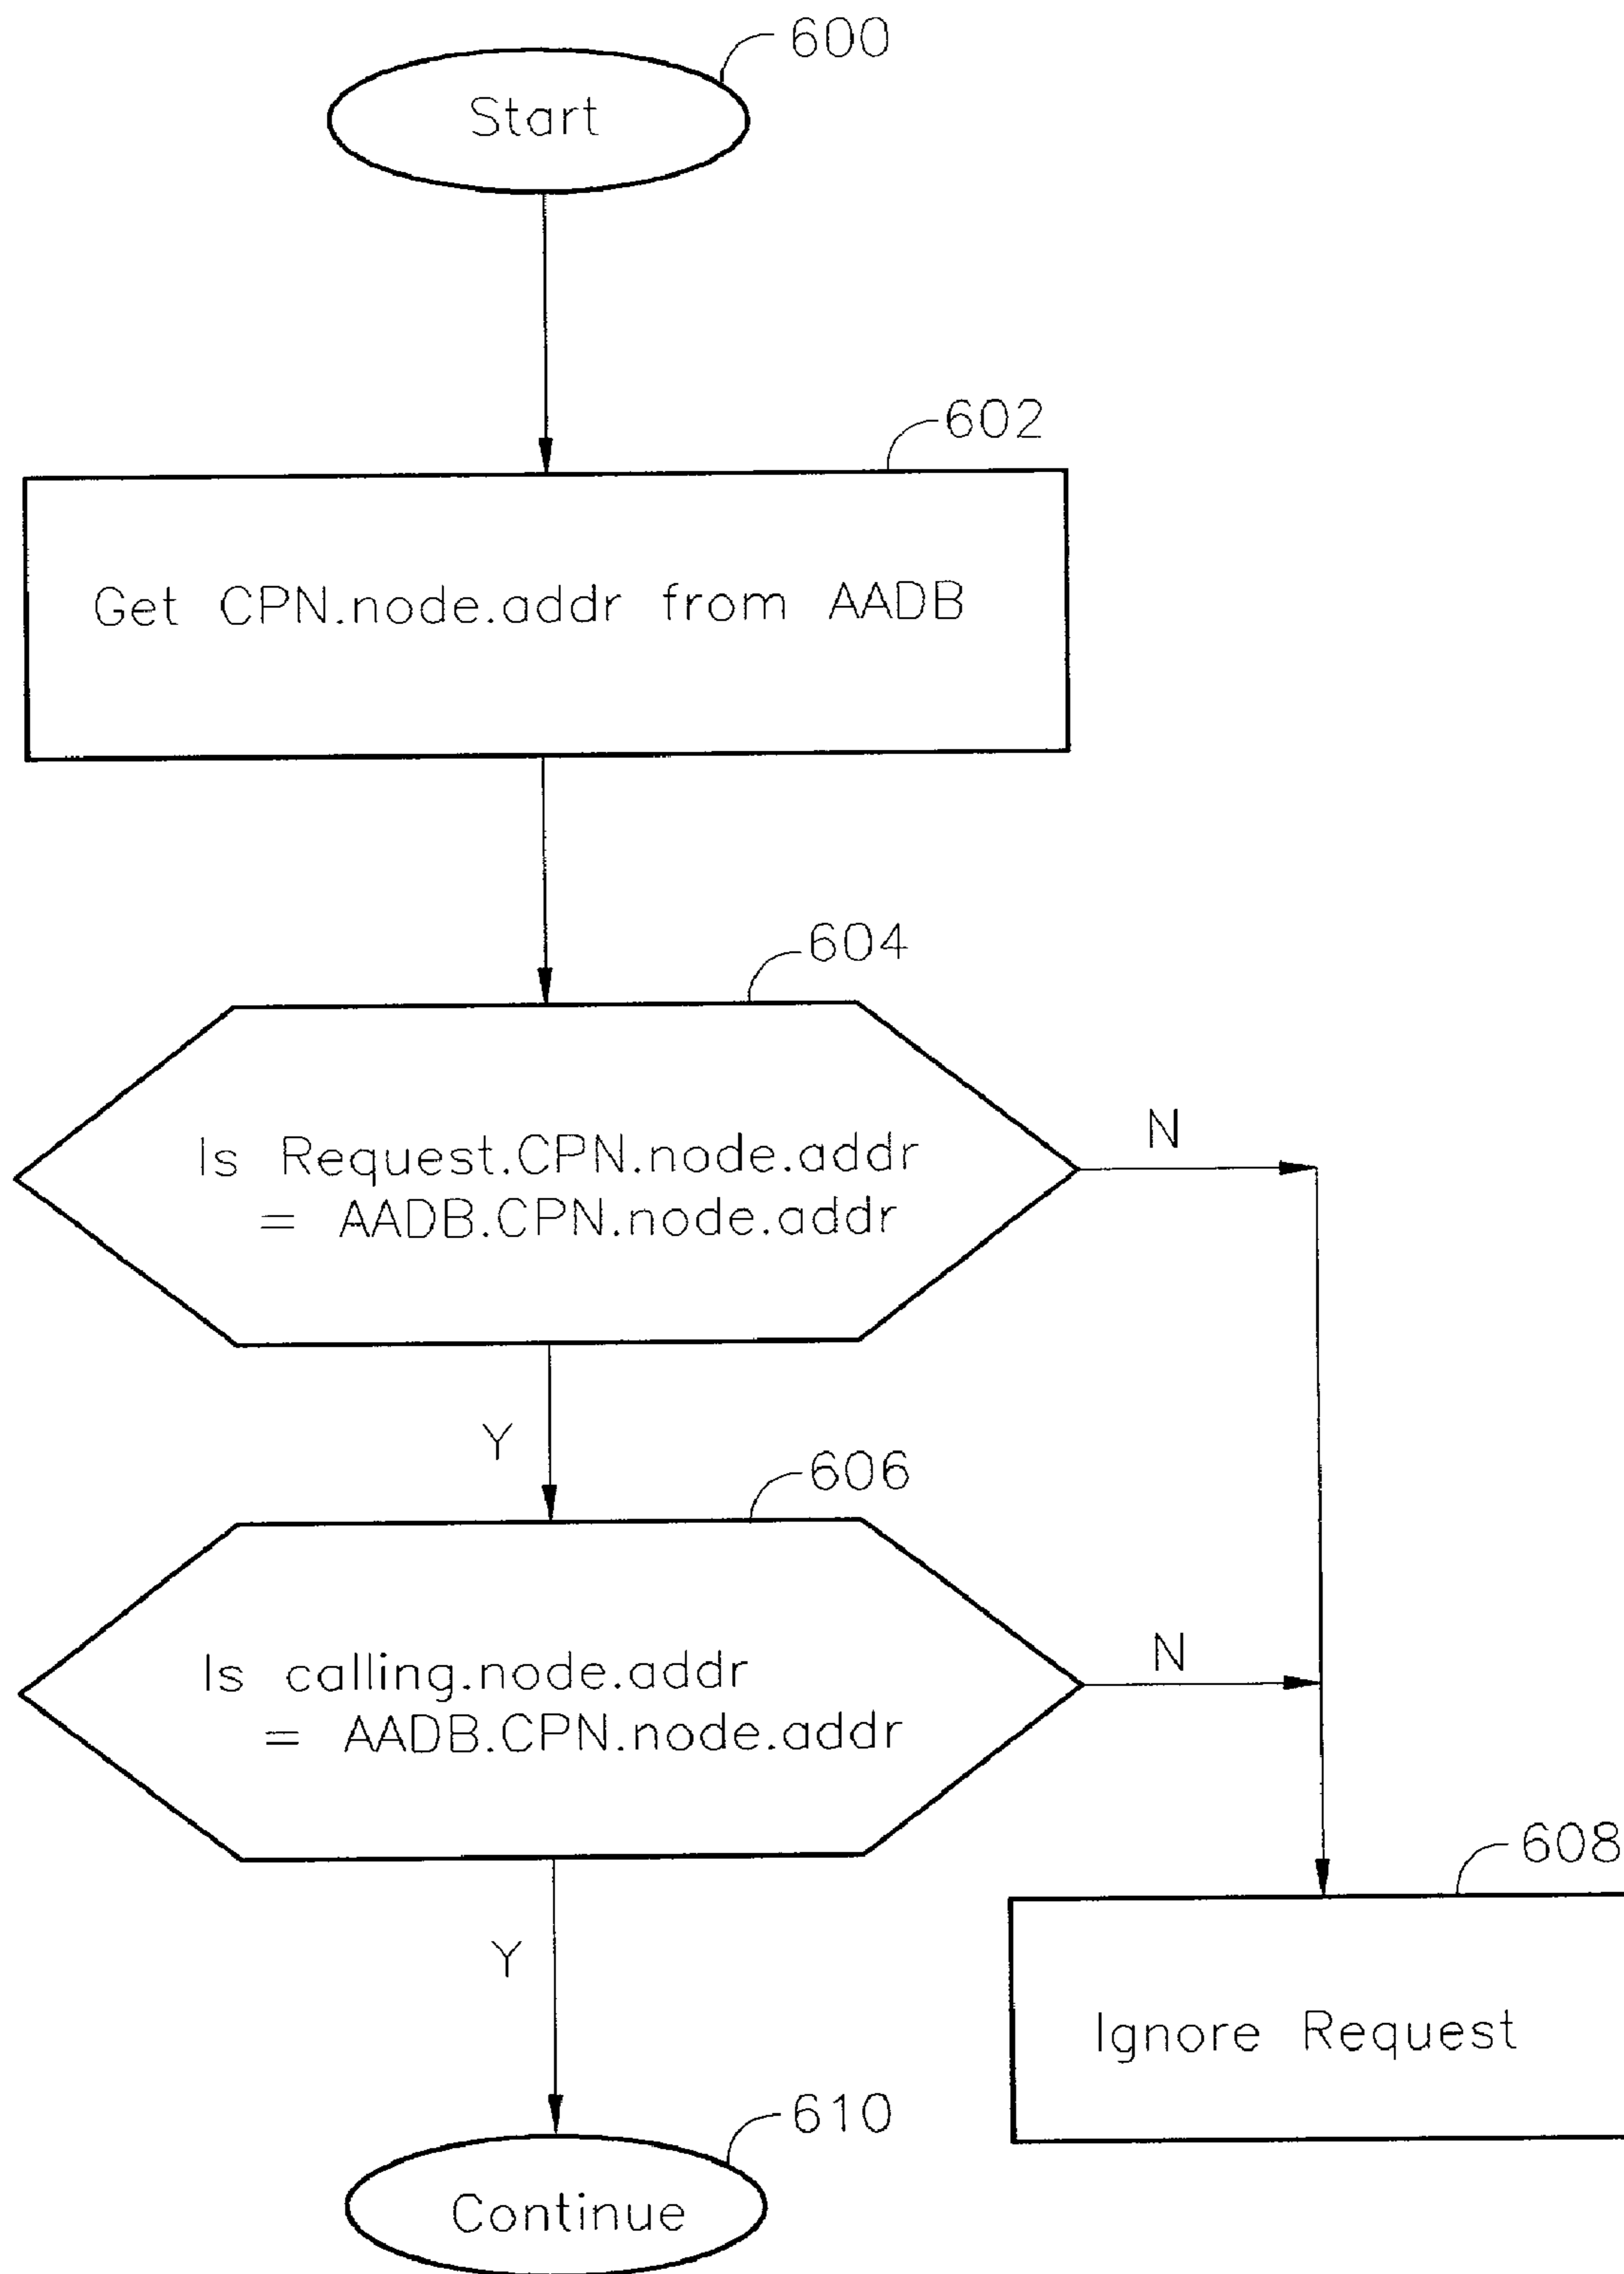 600
Start
602
Get CPN.node.addr from AADB
604
Is Request.CPN.node.addr
= AADB.CPN.node.addr
N
Y
606
Is calling.node.addr
= AADB.CPN.node.addr
N
Y
608
Ignore Request
610
Continue